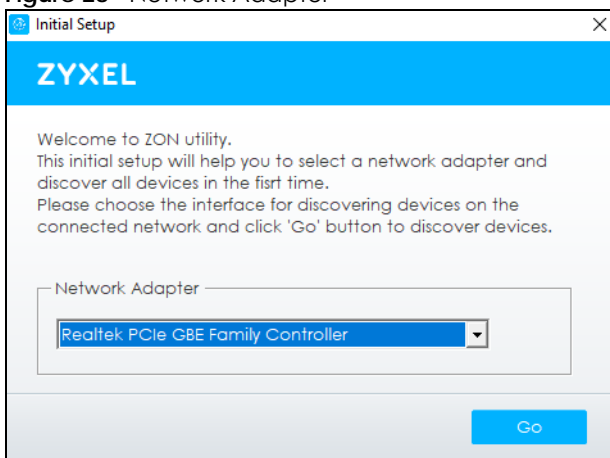 Network Adapter
Initial Setup
ZYXEL
Welcome to ZON utility.
This initial setup will help you to select a network adapter and
discover all devices in the fisrt time.
Please choose the interface for discovering devices on the
connected network and click 'Go' button to discover devices.
Network Adapter
Realtek PCIe GBE Family Controller
Go